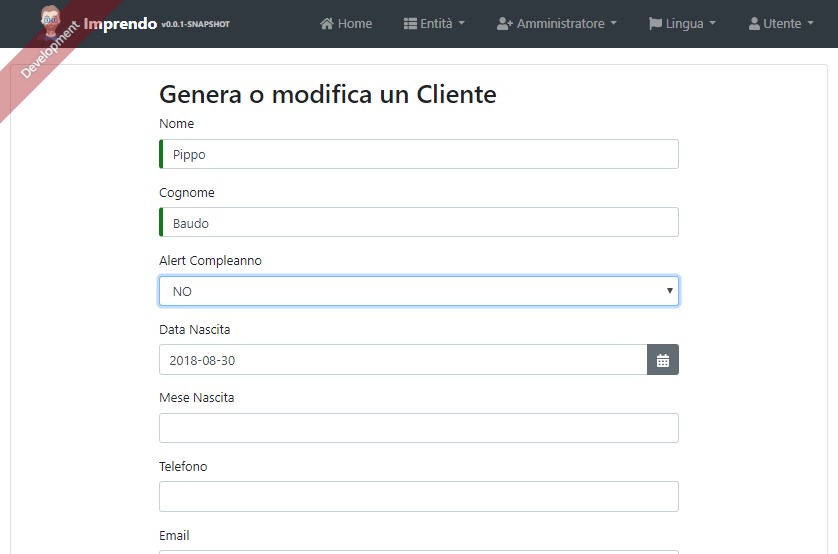 Development
Imprendo v0.0.1-SNAPSHOT Home Entità Amministratore Lingua Utente
Genera o modifica un Cliente
Nome
Pippo
Cognome
Baudo
Alert Compleanno
NO
Data Nascita
2018-08-30
Mese Nascita
Telefono
Email